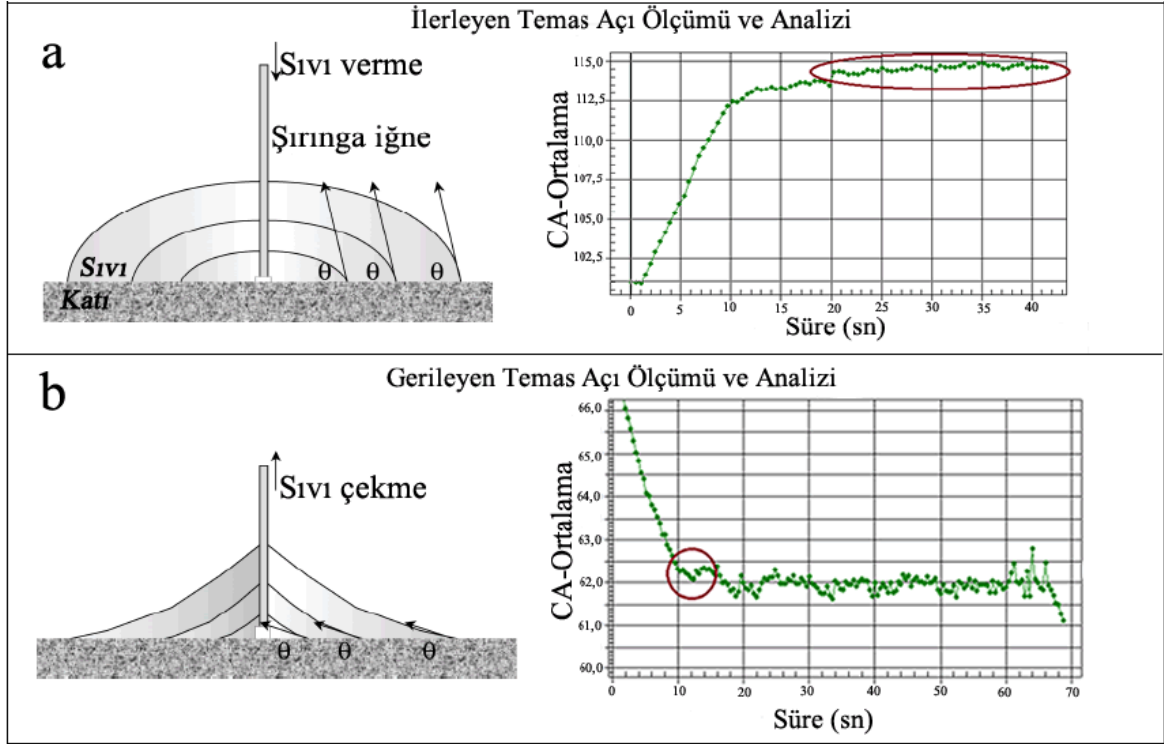 a
İlerleyen Temas Açı Ölçümü ve Analizi
Sıvı verme
Şırınga iğne
θ θ θ
Sıvı
Katı
CA-Ortalama
115,0
112,5
110,0
107,5
105,0
102,5
0 5 10 15 20 25 30 35 40
Süre (sn)
b
Gerileyen Temas Açı Ölçümü ve Analizi
Sıvı çekme
θ θ θ
CA-Ortalama
66,0
65,0
64,0
63,0
62,0
61,0
60,0
0 10 20 30 40 50 60 70
Süre (sn)